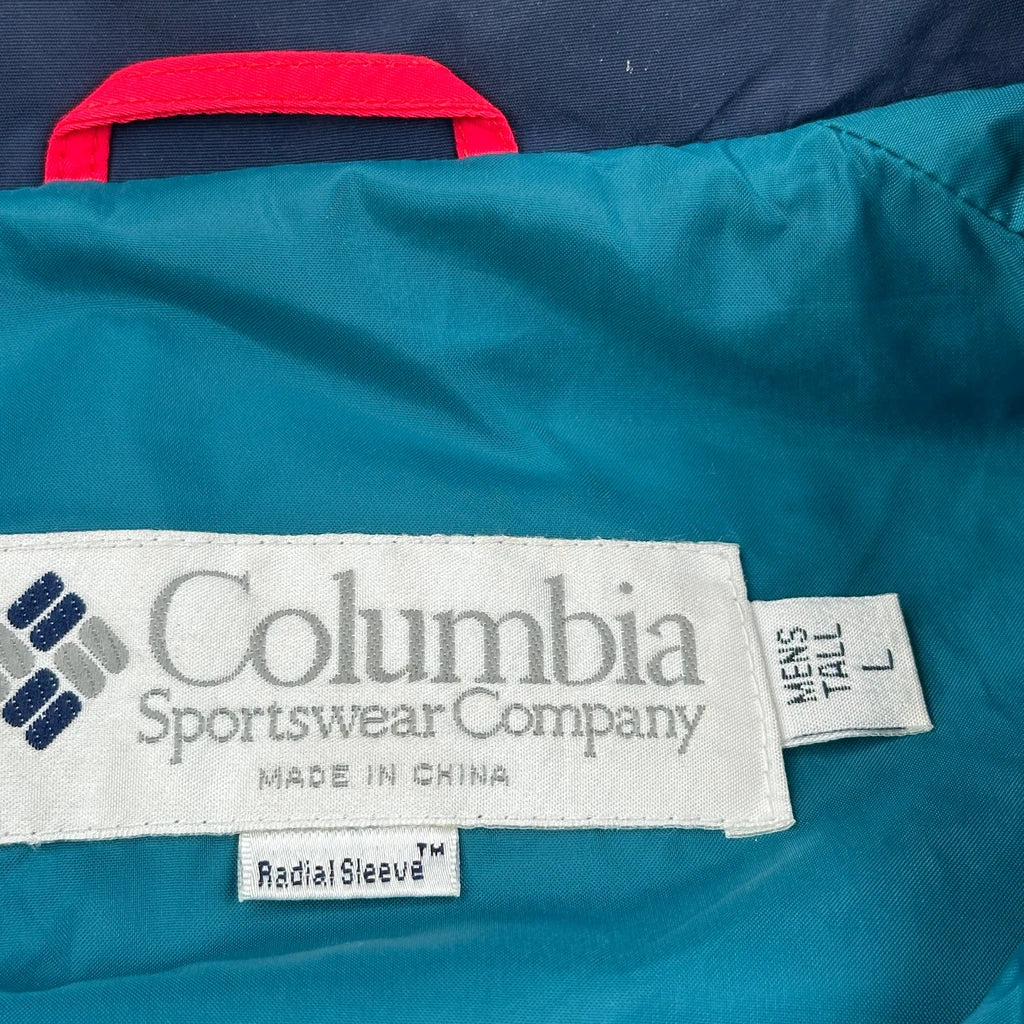 Columbia
Sportswear Company
MADE IN CHINA
MENS
TALL
L
Radial Sleeve™